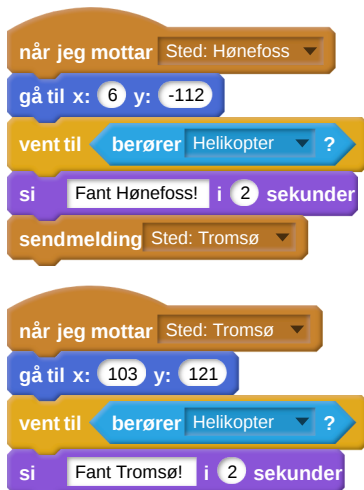 når jeg mottar Sted: Hønefoss
gå til x: 6 y: -112
vent til berører Helikopter ?
si Fant Hønefoss! i 2 sekunder
sendmelding Sted: Tromsø
når jeg mottar Sted: Tromsø
gå til x: 103 y: 121
vent til berører Helikopter ?
si Fant Tromsø! i 2 sekunder